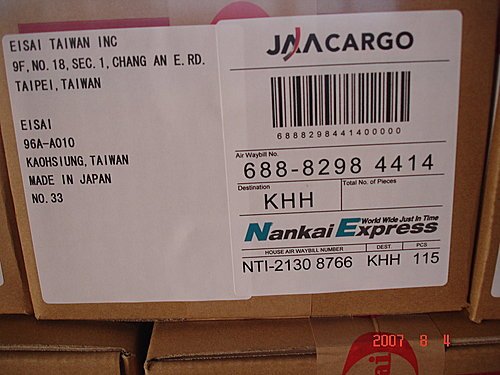 EISAI TAIWAN INC
9F, NO. 18, SEC. 1, CHANG AN E. RD.
TAIPEI, TAIWAN
EISAI
96A-A010
KAOHSIUNG, TAIWAN
MADE IN JAPAN
NO. 33
JALCARGO
6888298441400000
Air Waybill No.
688-8298 4414
Destination
Total No. of Pieces
KHH
World Wide Just In Time
Nankai Express
HOUSE AIR WAYBILL NUMBER DEST. PCS
NTI-2130 8766 KHH 115
2007 8 4